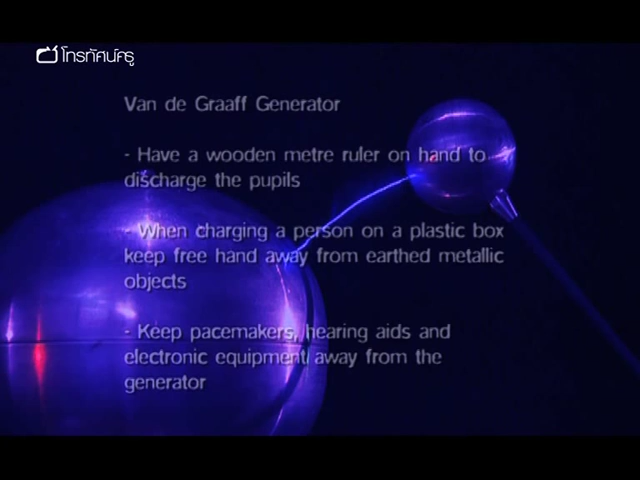 โทรทัศน์ครู
Van de Graaff Generator
- Have a wooden metre ruler on hand to
discharge the pupils
- When charging a person on a plastic box
keep free hand away from earthed metallic
objects
- Keep pacemakers, hearing aids and
electronic equipment away from the
generator